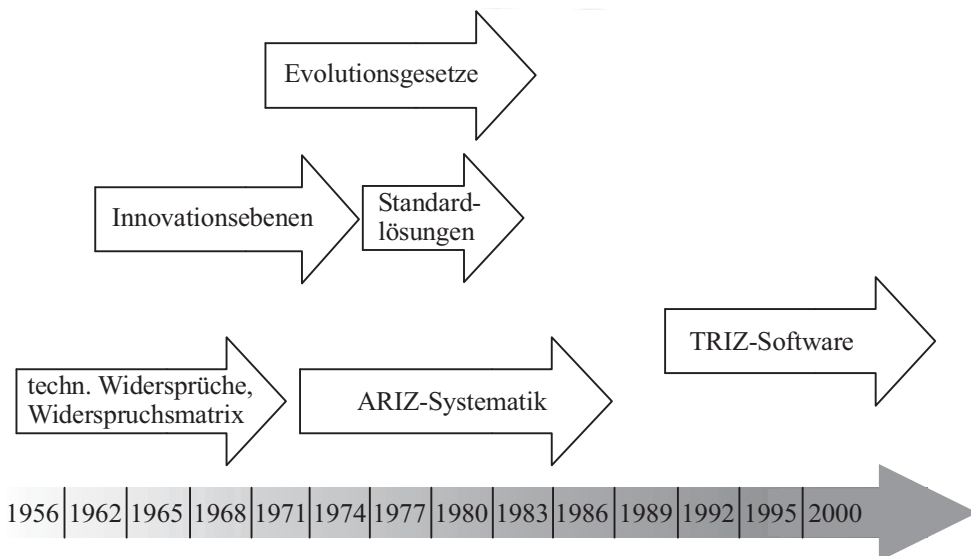 Evolutionsgesetze
Innovationsebenen
Standard-
lösungen
TRIZ-Software
techn. Widersprüche,
Widerspruchsmatrix
ARIZ-Systematik
1956 1962 1965 1968 1971 1974 1977 1980 1983 1986 1989 1992 1995 2000